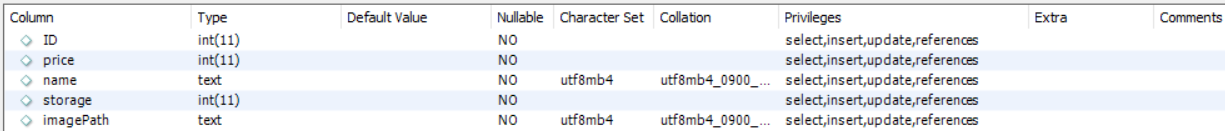 Column Type Default Value Nullable Character Set Collation Privileges Extra Comments
ID int(11) NO select,insert,update,references
price int(11) NO select,insert,update,references
name text NO utf8mb4 utf8mb4_0900_... select,insert,update,references
storage int(11) NO select,insert,update,references
imagePath text NO utf8mb4 utf8mb4_0900_... select,insert,update,references